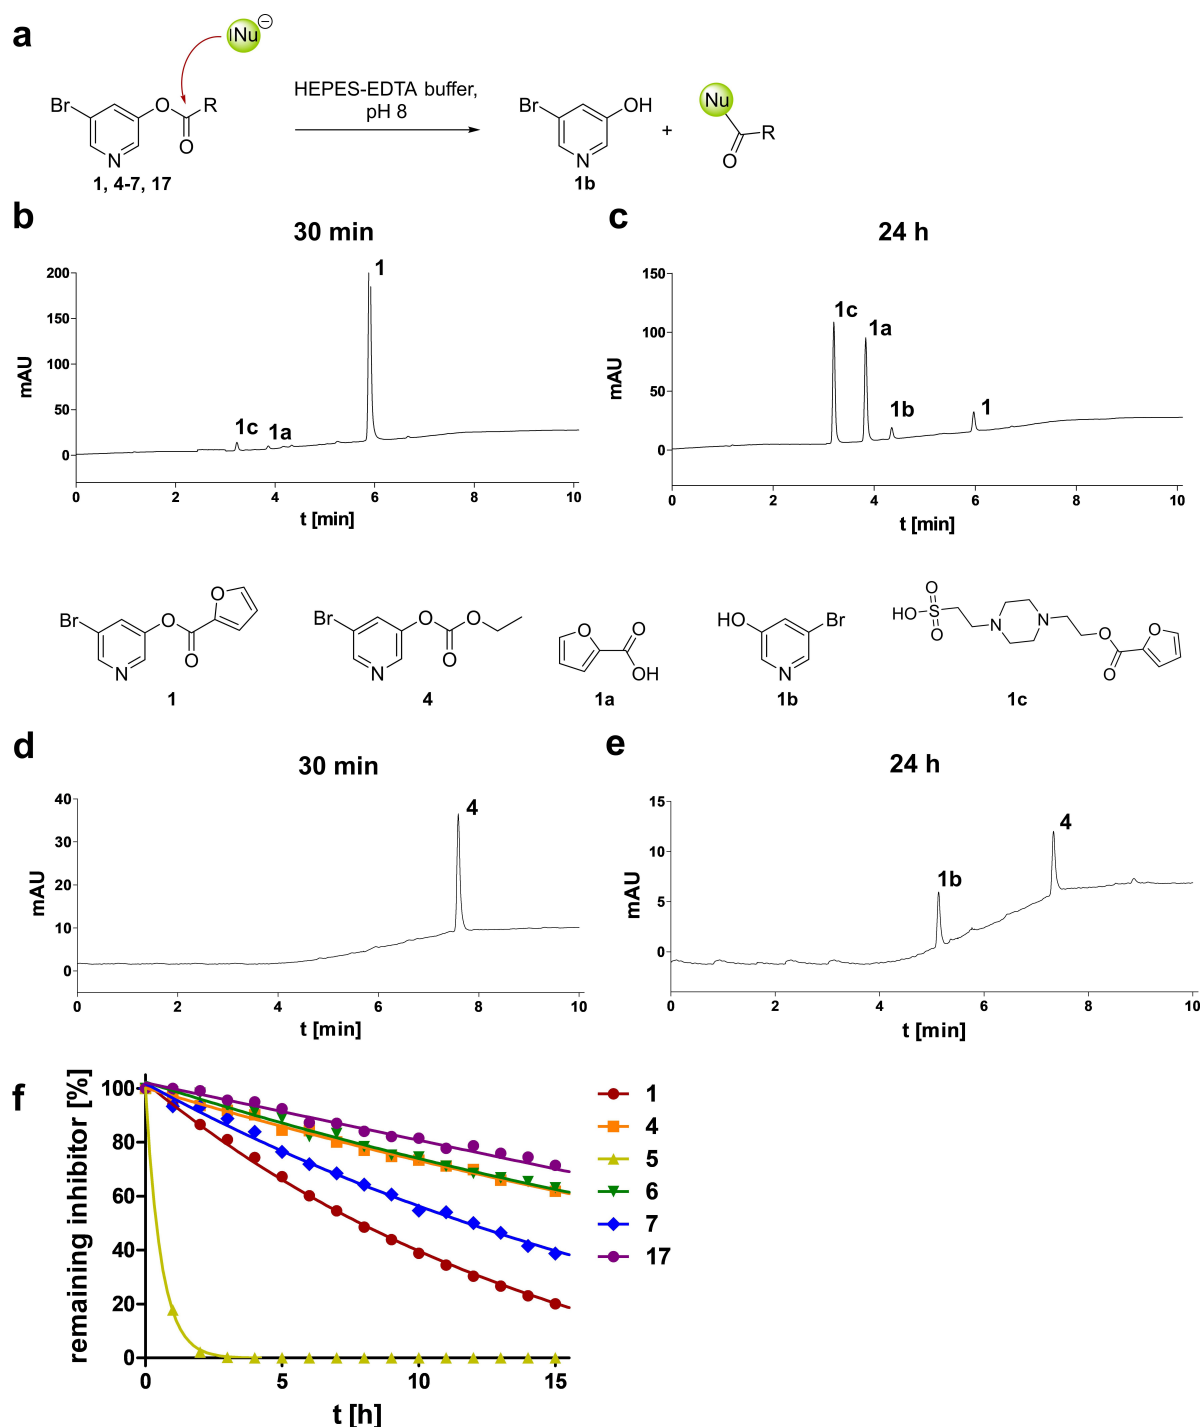 a
Nu ⊖
Br
O
R
O
N
1, 4-7, 17
HEPES-EDTA buffer,
pH 8
Br
OH
N
1b
+
Nu
R
O
b
30 min
mAU
200
150
100
50
0
1c
1a
1
0 2 4 6 8 10
t [min]
c
24 h
mAU
150
100
50
0
1c
1a
1b
1
0 2 4 6 8 10
t [min]
Br
O
O
O
N
1
Br
O
O
O
N
4
O
O
OH
1a
HO
Br
N
1b
O
HO
S
O
N
N
O
O
O
1c
d
30 min
mAU
40
30
20
10
0
4
0 2 4 6 8 10
t [min]
e
24 h
mAU
15
10
5
0
1b
4
0 2 4 6 8 10
t [min]
f
remaining inhibitor [%]
100
80
60
40
20
0
0 5 10 15
t [h]
1
4
5
6
7
17